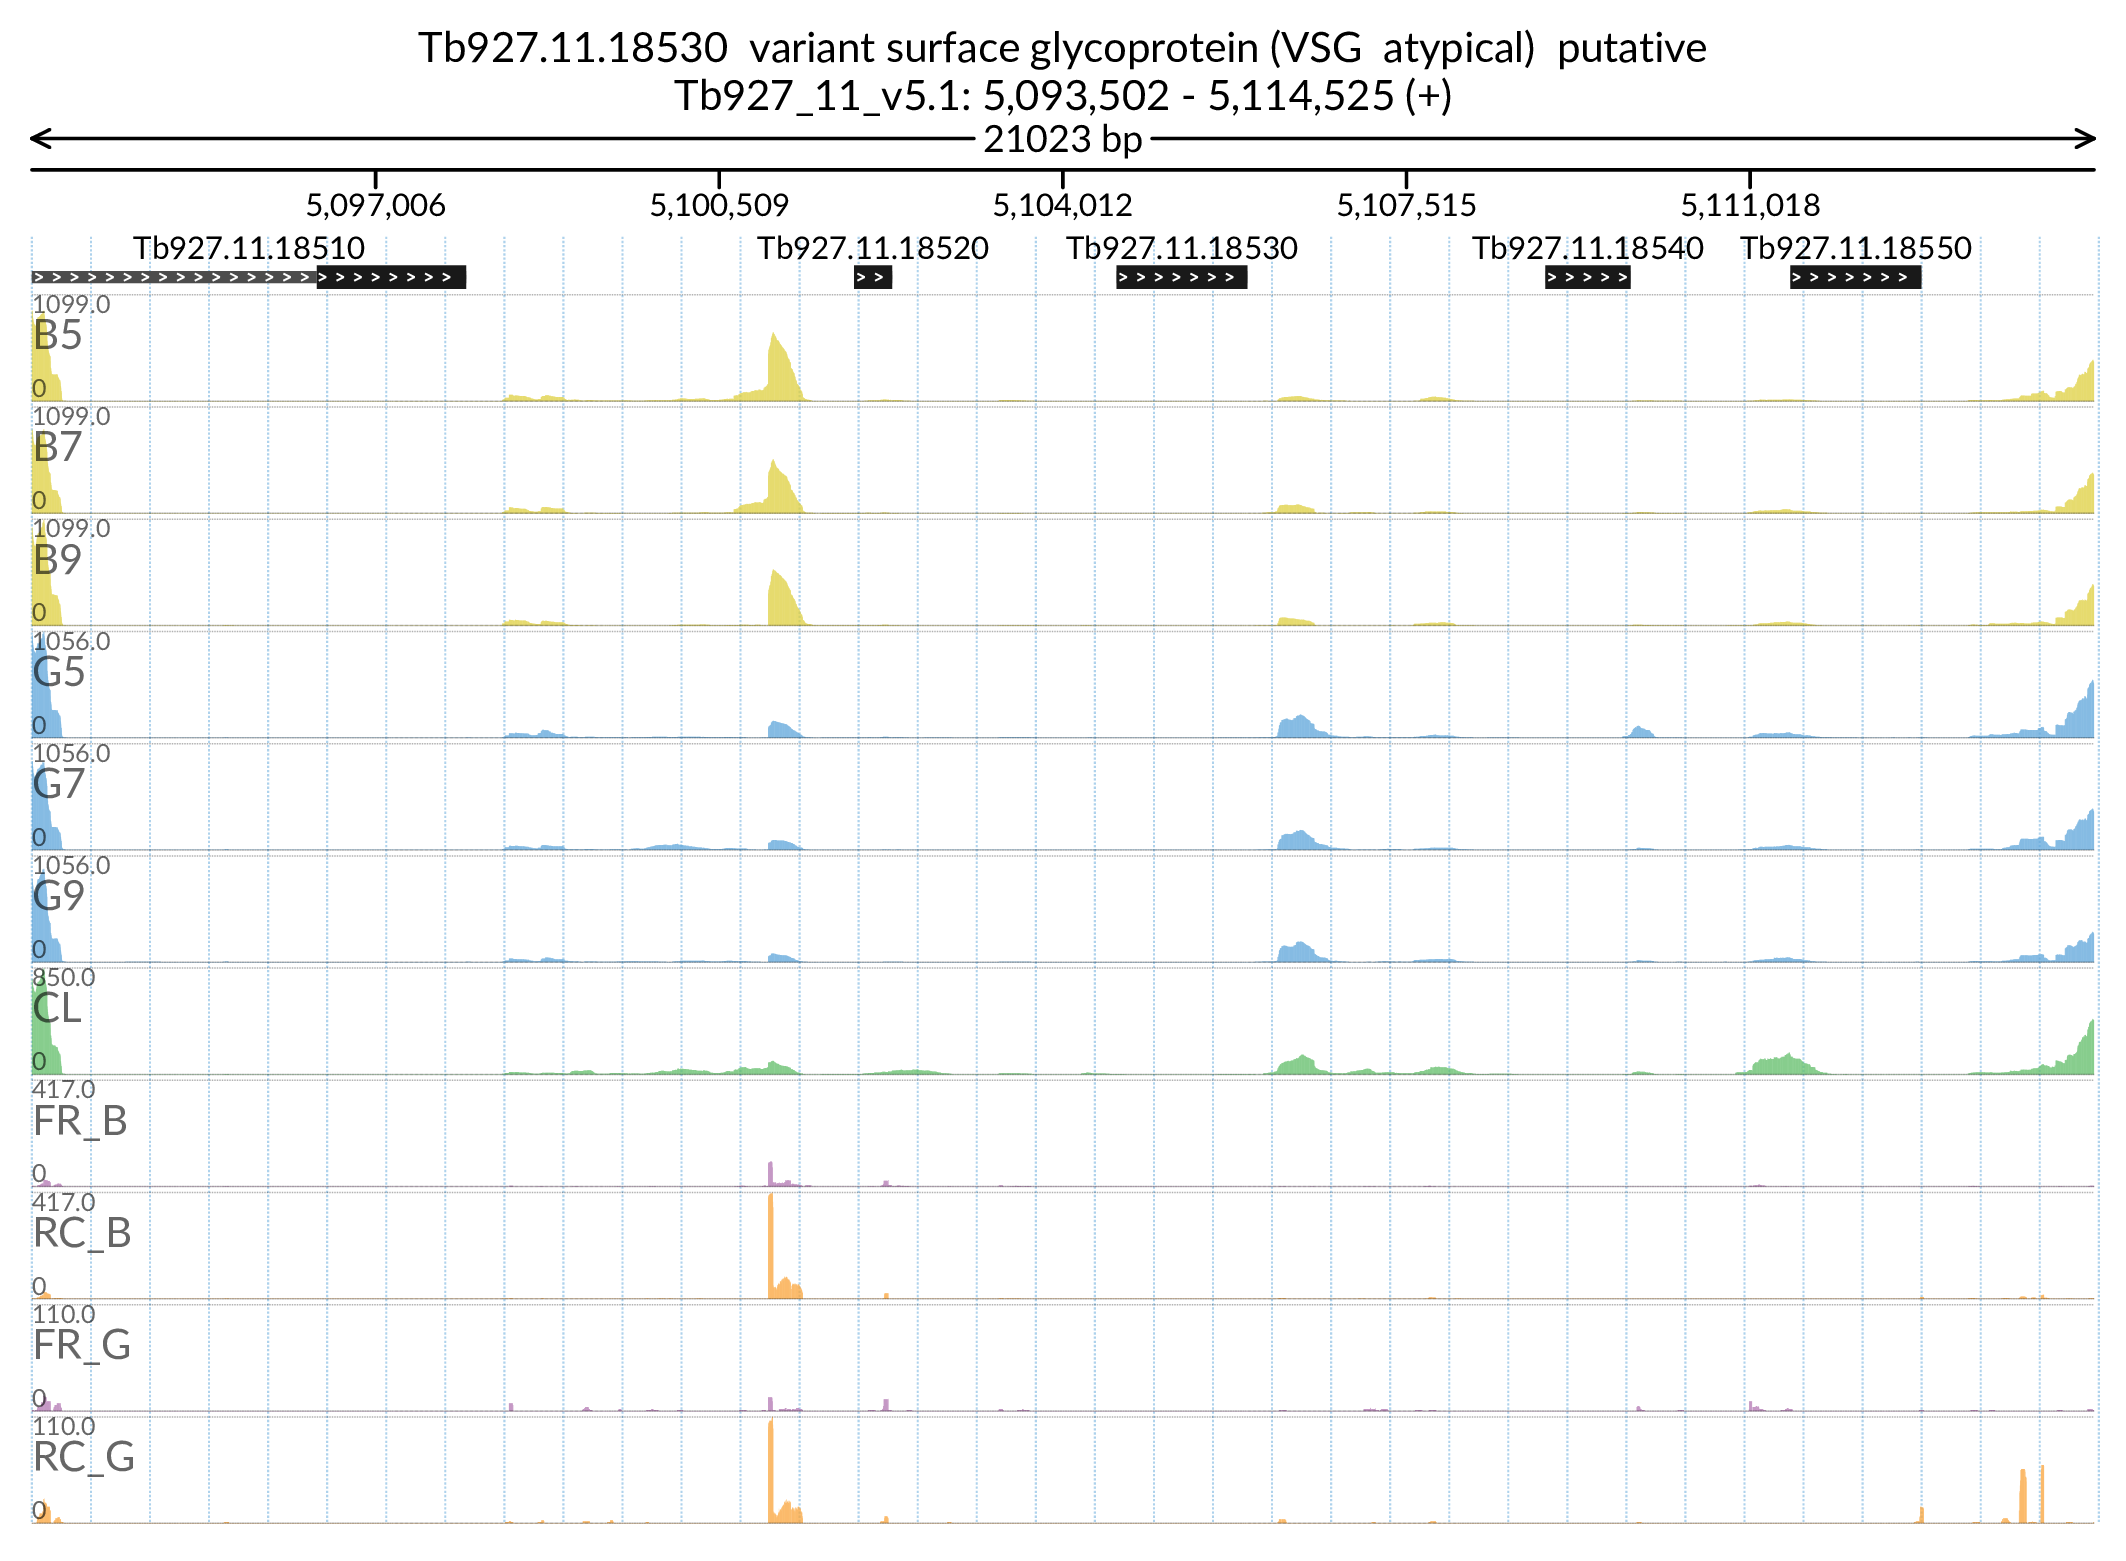 Tb927.11.18530  variant surface glycoprotein (VSG  atypical)  putative
Tb927_11_v5.1: 5,093,502 - 5,114,525 (+)
21023 bp
5,097,006 5,100,509 5,104,012 5,107,515 5,111,018
Tb927.11.18510 Tb927.11.18520 Tb927.11.18530 Tb927.11.18540 Tb927.11.18550
1099.0
B5
0
1099.0
B7
0
1099.0
B9
0
1056.0
G5
0
1056.0
G7
0
1056.0
G9
0
850.0
CL
0
417.0
FR_B
0
417.0
RC_B
0
110.0
FR_G
0
110.0
RC_G
0